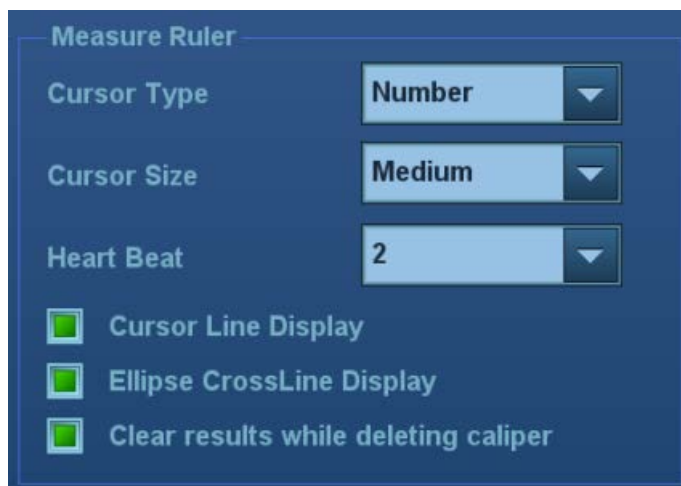 Measure Ruler
Cursor Type Number
Cursor Size Medium
Heart Beat 2
Cursor Line Display
Ellipse CrossLine Display
Clear results while deleting caliper